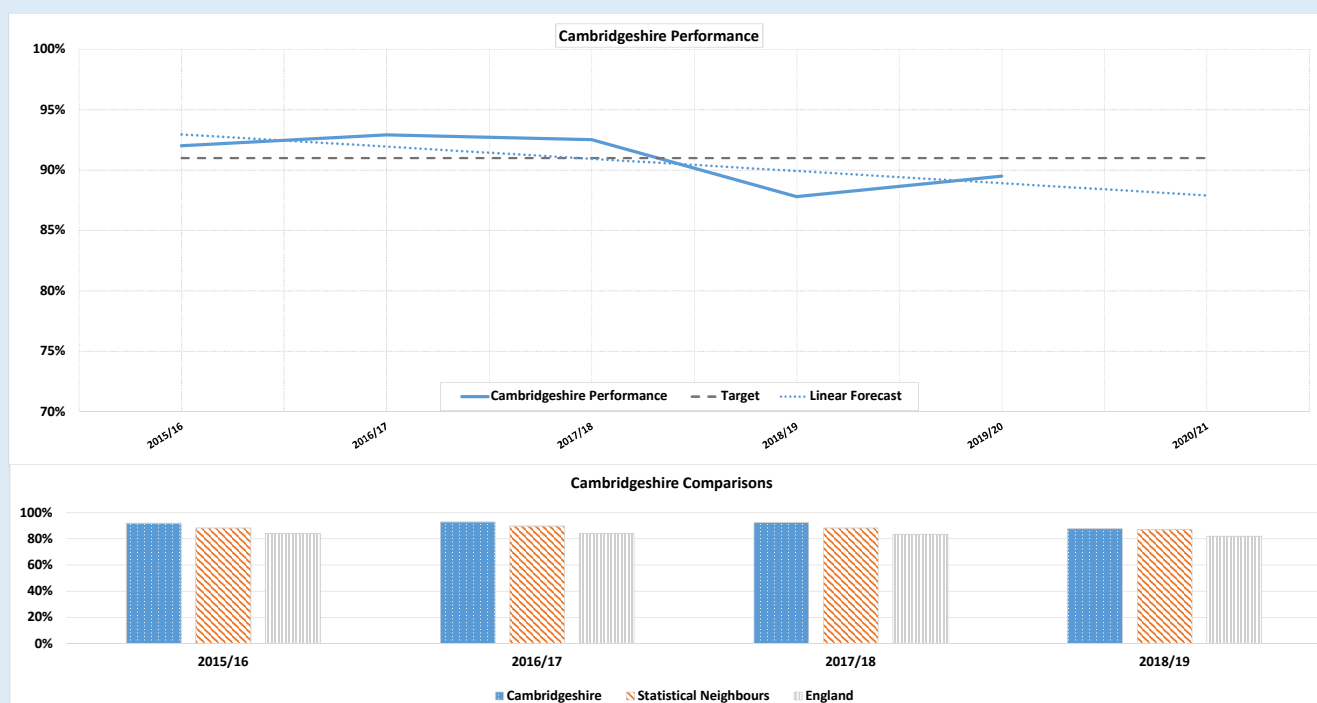 Cambridgeshire Performance
100%
95%
90%
85%
80%
75%
70%
Cambridgeshire Performance Target Linear Forecast
2015/16 2016/17 2017/18 2018/19 2019/20 2020/21
Cambridgeshire Comparisons
100%
80%
60%
40%
20%
0%
2015/16 2016/17 2017/18 2018/19
Cambridgeshire Statistical Neighbours England